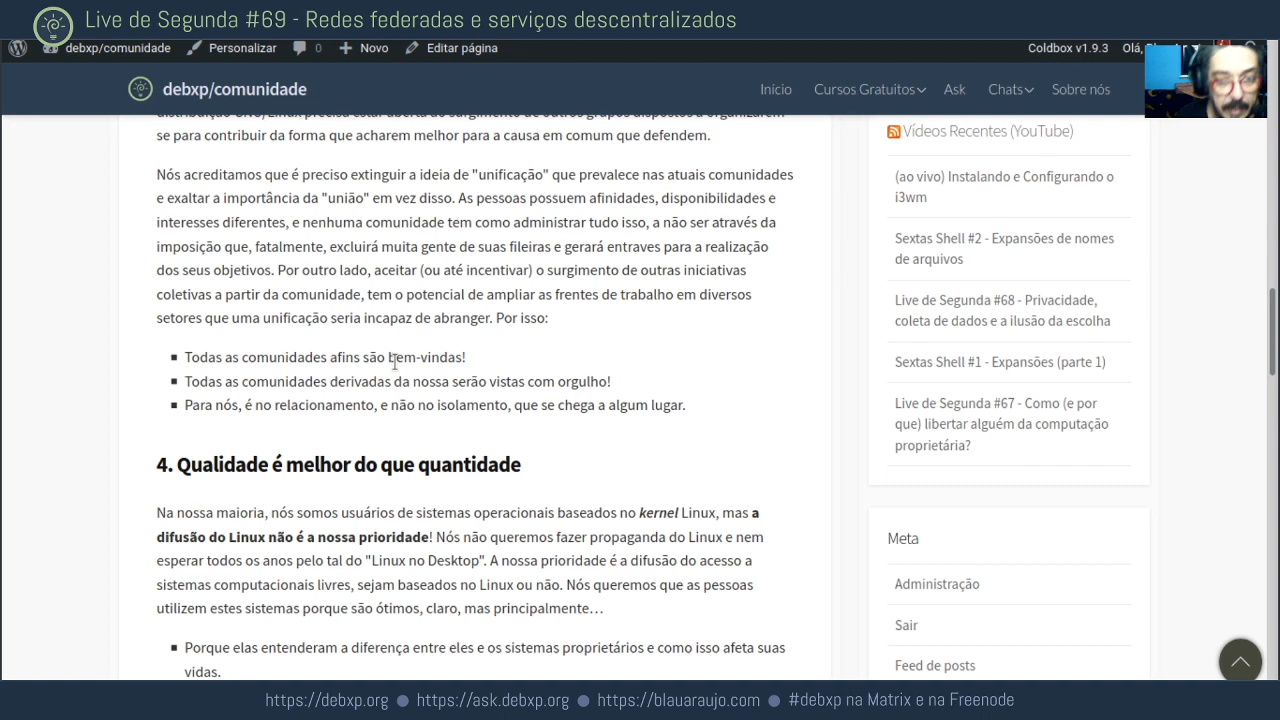 Live de Segunda #69 - Redes federadas e serviços descentralizados
debxp/comunidade Personalizar 0 Novo Editar página Coldbox v1.9.3 Olá,
debxp/comunidade Início Cursos Gratuitos Ask Chats Sobre nós
se para contribuir da forma que acharem melhor para a causa em comum que defendem.
Nós acreditamos que é preciso extinguir a ideia de "unificação" que prevalece nas atuais comunidades
e exaltar a importância da "união" em vez disso. As pessoas possuem afinidades, disponibilidades e
interesses diferentes, e nenhuma comunidade tem como administrar tudo isso, a não ser através da
imposição que, fatalmente, excluirá muita gente de suas fileiras e gerará entraves para a realização
dos seus objetivos. Por outro lado, aceitar (ou até incentivar) o surgimento de outras iniciativas
coletivas a partir da comunidade, tem o potencial de ampliar as frentes de trabalho em diversos
setores que uma unificação seria incapaz de abranger. Por isso:
Todas as comunidades afins são bem-vindas!
Todas as comunidades derivadas da nossa serão vistas com orgulho!
Para nós, é no relacionamento, e não no isolamento, que se chega a algum lugar.
4. Qualidade é melhor do que quantidade
Na nossa maioria, nós somos usuários de sistemas operacionais baseados no kernel Linux, mas a
difusão do Linux não é a nossa prioridade! Nós não queremos fazer propaganda do Linux e nem
esperar todos os anos pelo tal do "Linux no Desktop". A nossa prioridade é a difusão do acesso a
sistemas computacionais livres, sejam baseados no Linux ou não. Nós queremos que as pessoas
utilizem estes sistemas porque são ótimos, claro, mas principalmente…
Porque elas entenderam a diferença entre eles e os sistemas proprietários e como isso afeta suas
vidas.
Vídeos Recentes (YouTube)
(ao vivo) Instalando e Configurando o
i3wm
Sextas Shell #2 - Expansões de nomes
de arquivos
Live de Segunda #68 - Privacidade,
coleta de dados e a ilusão da escolha
Sextas Shell #1 - Expansões (parte 1)
Live de Segunda #67 - Como (e por
que) libertar alguém da computação
proprietária?
Meta
Administração
Sair
Feed de posts
https://debxp.org ● https://ask.debxp.org ● https://blauaraujo.com ● #debxp na Matrix e na Freenode